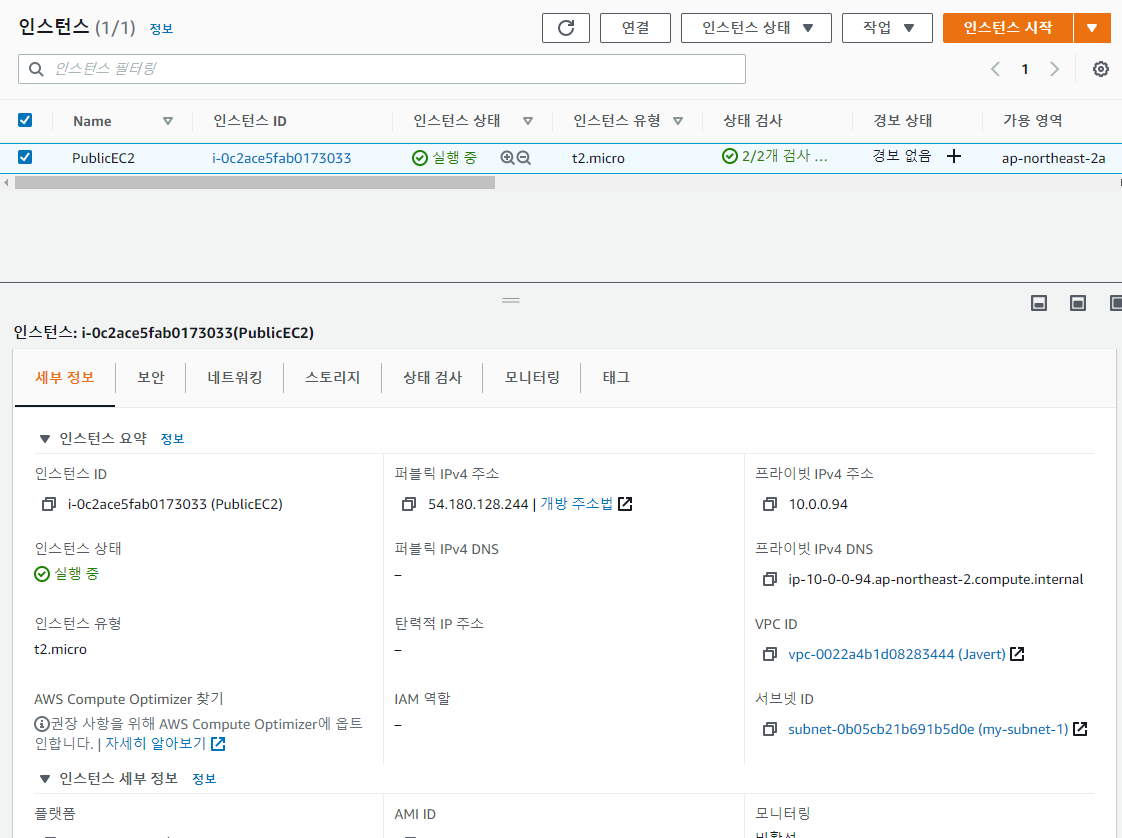 인스턴스 (1/1) 정보 연결 인스턴스 상태 작업 인스턴스 시작
인스턴스 필터링 1
Name 인스턴스 ID 인스턴스 상태 인스턴스 유형 상태 검사 경보 상태 가용 영역
PublicEC2 i-0c2ace5fab0173033 실행 중 t2.micro 2/2개 검사 ... 경보 없음 ap-northeast-2a
인스턴스: i-0c2ace5fab0173033(PublicEC2)
세부 정보 보안 네트워킹 스토리지 상태 검사 모니터링 태그
인스턴스 요약 정보
인스턴스 ID 퍼블릭 IPv4 주소 프라이빗 IPv4 주소
i-0c2ace5fab0173033 (PublicEC2) 54.180.128.244 | 개방 주소법 10.0.0.94
인스턴스 상태 퍼블릭 IPv4 DNS 프라이빗 IPv4 DNS
실행 중 – ip-10-0-0-94.ap-northeast-2.compute.internal
인스턴스 유형 탄력적 IP 주소 VPC ID
t2.micro – vpc-0022a4b1d08283444 (Javert)
AWS Compute Optimizer 찾기 IAM 역할 서브넷 ID
권장 사항을 위해 AWS Compute Optimizer에 옵트 – subnet-0b05cb21b691b5d0e (my-subnet-1)
인합니다. | 자세히 알아보기
인스턴스 세부 정보 정보
플랫폼 AMI ID 모니터링